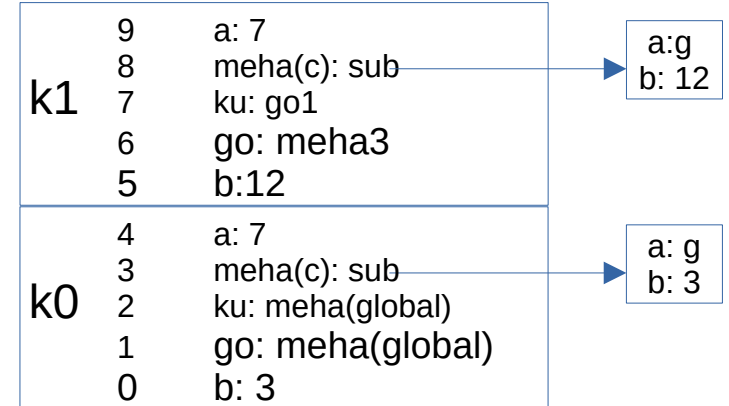 9 a: 7
8 meha(c): sub
k1 7 ku: go1
6 go: meha3
5 b:12
a:g
b: 12
4 a: 7
3 meha(c): sub
k0 2 ku: meha(global)
1 go: meha(global)
0 b: 3
a: g
b: 3